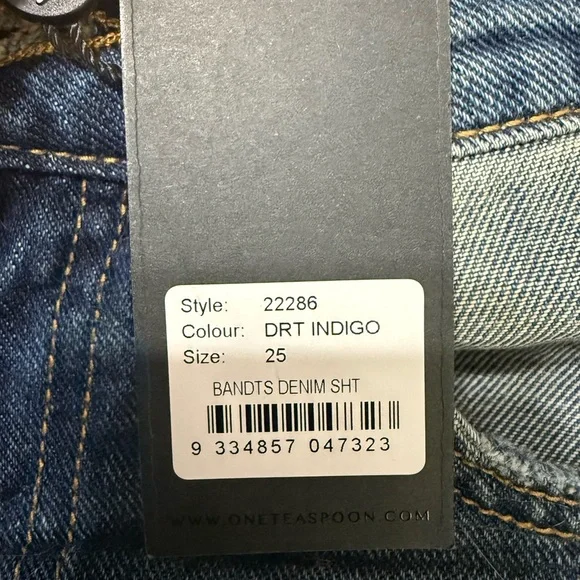 Style: 22286
Colour: DRT INDIGO
Size: 25
BANDTS DENIM SHT
9 334857 047323
WWW.ONETEASPOON.COM